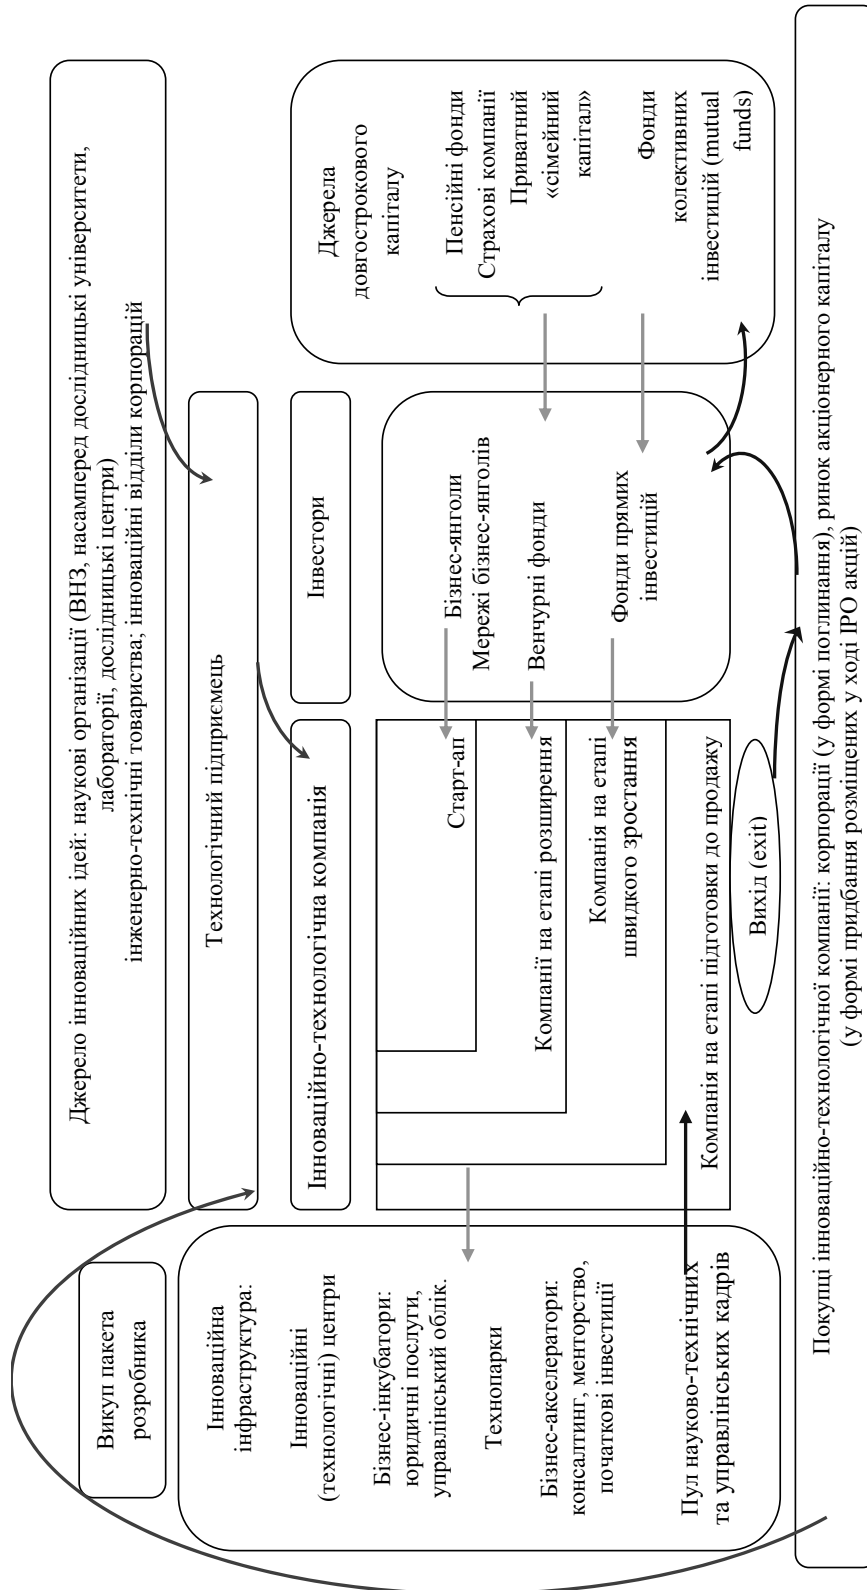 Джерело інноваційних ідей: наукові організації (ВНЗ, насамперед дослідницькі університети,
лабораторії, дослідницькі центри)
інженерно-технічні товариства; інноваційні відділи корпорацій
Викуп пакета
розробника
Технологічний підприємець
Інноваційна
інфраструктура:
Інноваційні
(технологічні) центри
Бізнес-інкубатори:
юридичні послуги,
управлінський облік.
Технопарки
Бізнес-акселератори:
консалтинг, менторство,
початкові інвестиції
Пул науково-технічних
та управлінських кадрів
Інноваційно-технологічна компанія
Старт-ап
Компанії на етапі розширення
Компанія на етапі
швидкого зростання
Компанія на етапі підготовки до продажу
Вихід (exit)
Інвестори
Бізнес-янголи
Мережі бізнес-янголів
Венчурні фонди
Фонди прямих
інвестицій
Джерела
довгострокового
капіталу
Пенсійні фонди
Страхові компанії
Приватний
«сімейний
капітал»
Фонди
колективних
інвестицій (mutual
funds)
Покупці інноваційно-технологічної компанії: корпорації (у формі поглинання), ринок акціонерного капіталу
(у формі придбання розміщених у ході IPO акцій)